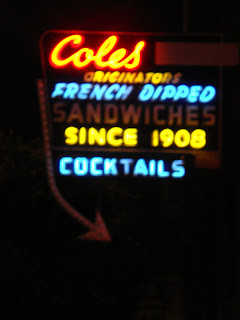 Coles
ORIGINATORS
FRENCH DIPPED
SANDWICHES
SINCE 1908
COCKTAILS